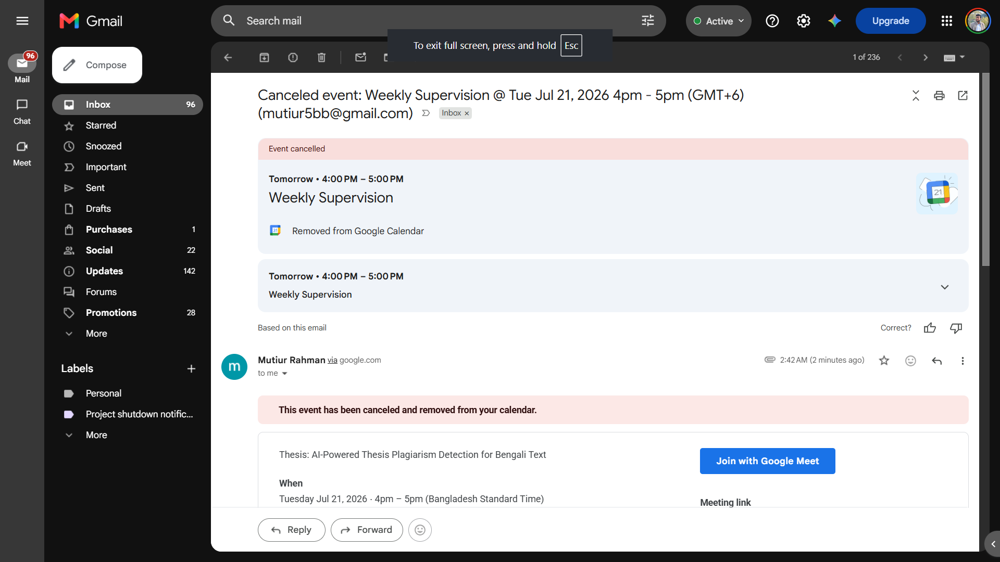 Gmail
Search mail
Active
Upgrade
To exit full screen, press and hold Esc
96
Mail
Chat
Meet
Compose
Inbox 96
Starred
Snoozed
Important
Sent
Drafts
Purchases 1
Social 22
Updates 142
Forums
Promotions 28
More
Labels
Personal
Project shutdown notific...
More
1 of 236
Canceled event: Weekly Supervision @ Tue Jul 21, 2026 4pm - 5pm (GMT+6)
(mutiur5bb@gmail.com) Inbox ×
Event cancelled
Tomorrow • 4:00 PM – 5:00 PM
Weekly Supervision
21
31 Removed from Google Calendar
Tomorrow • 4:00 PM – 5:00 PM
Weekly Supervision
Based on this email
Correct?
m
Mutiur Rahman via google.com
2:42 AM (2 minutes ago)
to me
This event has been canceled and removed from your calendar.
Thesis: AI-Powered Thesis Plagiarism Detection for Bengali Text
Join with Google Meet
When
Tuesday Jul 21, 2026 · 4pm – 5pm (Bangladesh Standard Time)
Meeting link
Reply
Forward